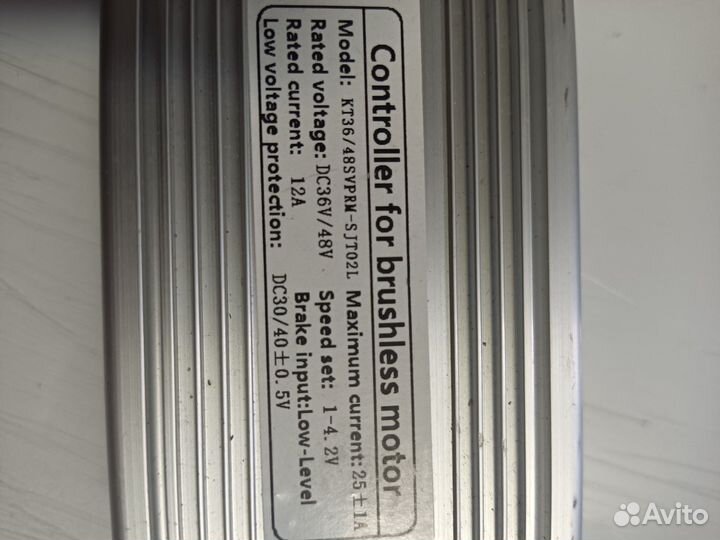 Controller for brushless motor
Model: KT36/48SVPRM-SJT02L Maximum current:25±1A
Rated voltage: DC36V/48V Speed set: 1-4.2V
Rated current: 12A Brake input:Low-Level
Low voltage protection: DC30/40±0.5V
Avito